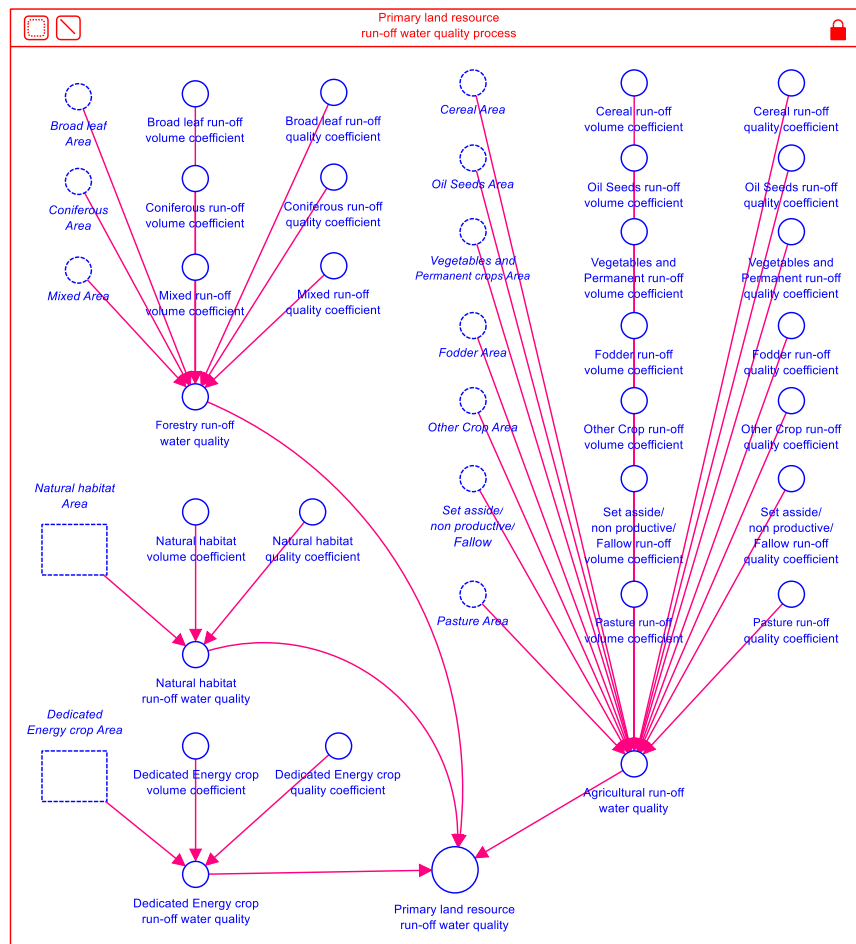 Primary land resource
run-off water quality process
Broad leaf
Area
Broad leaf run-off
volume coefficient
Broad leaf run-off
quality coefficient
Coniferous
Area
Coniferous run-off
volume coefficient
Coniferous run-off
quality coefficient
Mixed Area
Mixed run-off
volume coefficient
Mixed run-off
quality coefficient
Forestry run-off
water quality
Cereal Area
Cereal run-off
volume coefficient
Cereal run-off
quality coefficient
Oil Seeds Area
Oil Seeds run-off
volume coefficient
Oil Seeds run-off
quality coefficient
Vegetables and
Permanent crops Area
Vegetables and
Permanent run-off
volume coefficient
Vegetables and
Permanent run-off
quality coefficient
Fodder Area
Fodder run-off
volume coefficient
Fodder run-off
quality coefficient
Other Crop Area
Other Crop run-off
volume coefficient
Other Crop run-off
quality coefficient
Set asside/
non productive/
Fallow
Set asside/
non productive/
Fallow run-off
volume coefficient
Set asside/
non productive/
Fallow run-off
quality coefficient
Pasture Area
Pasture run-off
volume coefficient
Pasture run-off
quality coefficient
Agricultural run-off
water quality
Natural habitat
Area
Natural habitat
volume coefficient
Natural habitat
quality coefficient
Natural habitat
run-off water quality
Dedicated
Energy crop Area
Dedicated Energy crop
volume coefficient
Dedicated Energy crop
quality coefficient
Dedicated Energy crop
run-off water quality
Primary land resource
run-off water quality